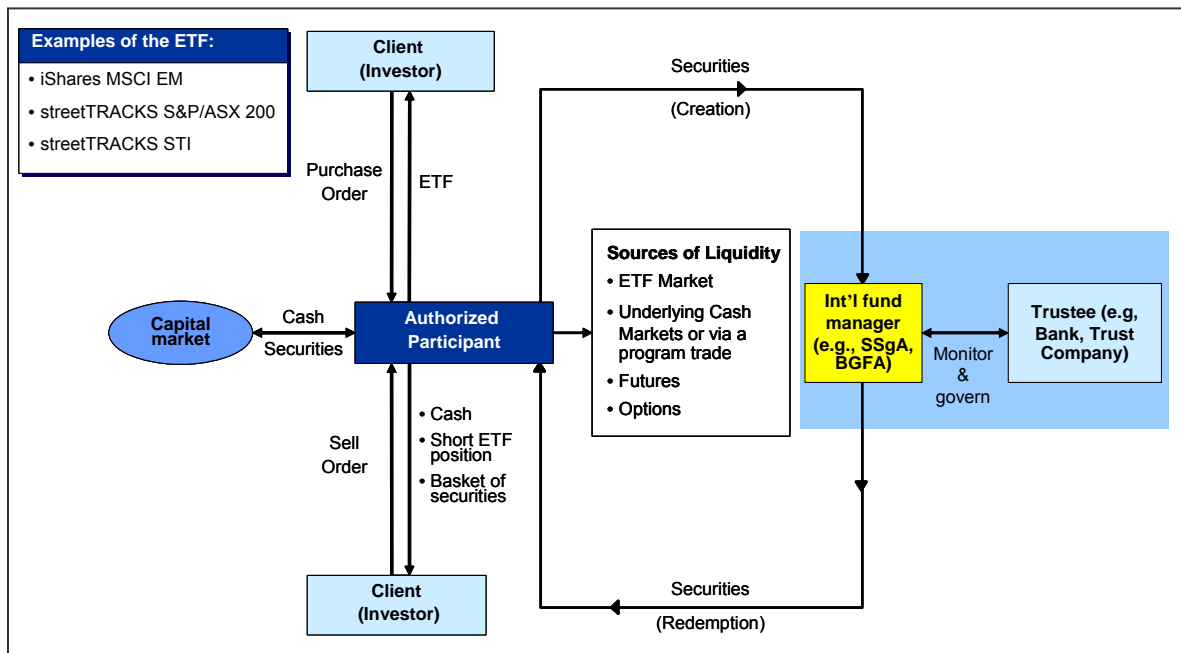 Examples of the ETF:
• iShares MSCI EM
• streetTRACKS S&P/ASX 200
• streetTRACKS STI
Client
(Investor)
Securities
(Creation)
Purchase
Order
ETF
Sources of Liquidity
• ETF Market
• Underlying Cash
Markets or via a
program trade
• Futures
• Options
Capital
market
Cash
Securities
Authorized
Participant
Int'l fund
manager
(e.g., SSgA,
BGFA)
Monitor
&
govern
Trustee (e.g,
Bank, Trust
Company)
Sell
Order
• Cash
• Short ETF
position
• Basket of
securities
Client
(Investor)
Securities
(Redemption)